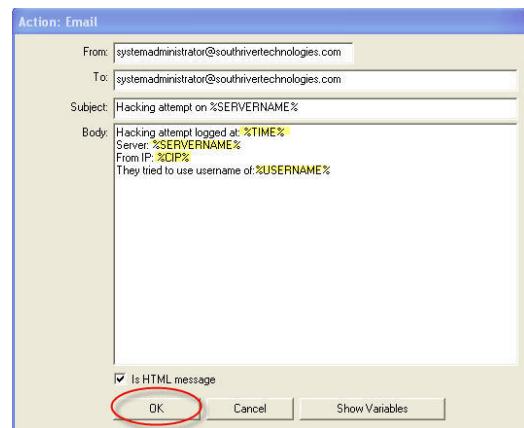 Action: Email
From: systemadministrator@southrivertechnologies.com
To: systemadministrator@southrivertechnologies.com
Subject: Hacking attempt on %SERVERNAME%
Body: Hacking attempt logged at: %TIME%
Server: %SERVERNAME%
From IP: %CIP%
They tried to use username of:%USERNAME%
Is HTML message
OK Cancel Show Variables